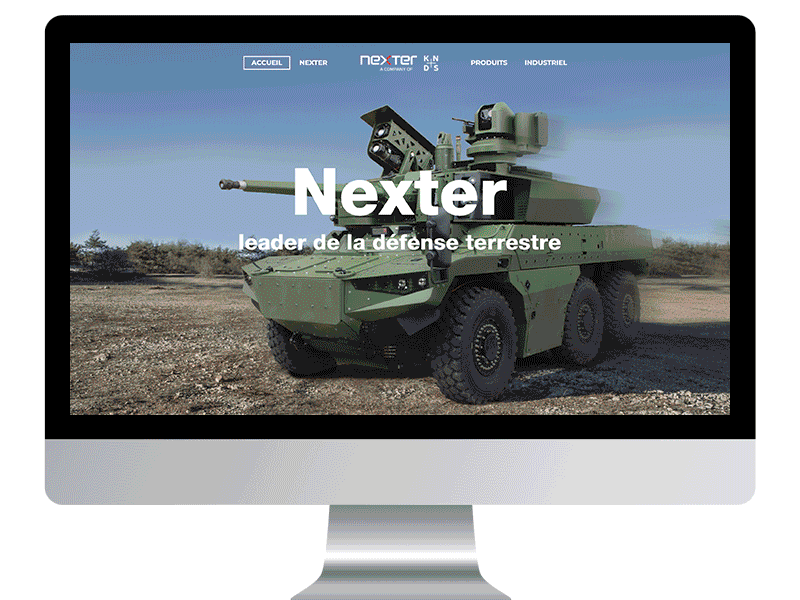 ACCUEIL NEXTER nexter KNDS PRODUITS INDUSTRIEL
A COMPANY OF
Nexter
leader de la défense terrestre